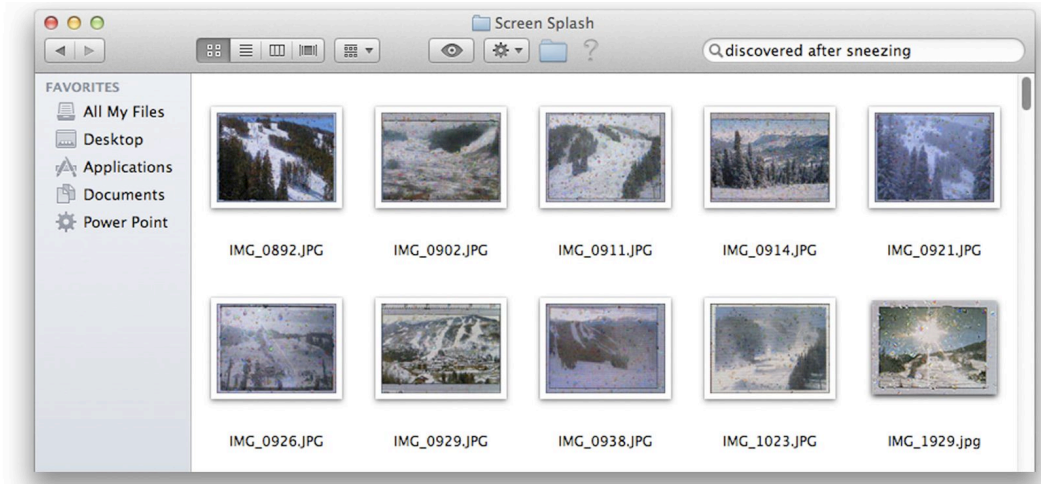 Screen Splash
?
discovered after sneezing
FAVORITES
All My Files
Desktop
Applications
Documents
Power Point
IMG_0892.JPG
IMG_0902.JPG
IMG_0911.JPG
IMG_0914.JPG
IMG_0921.JPG
IMG_0926.JPG
IMG_0929.JPG
IMG_0938.JPG
IMG_1023.JPG
IMG_1929.jpg